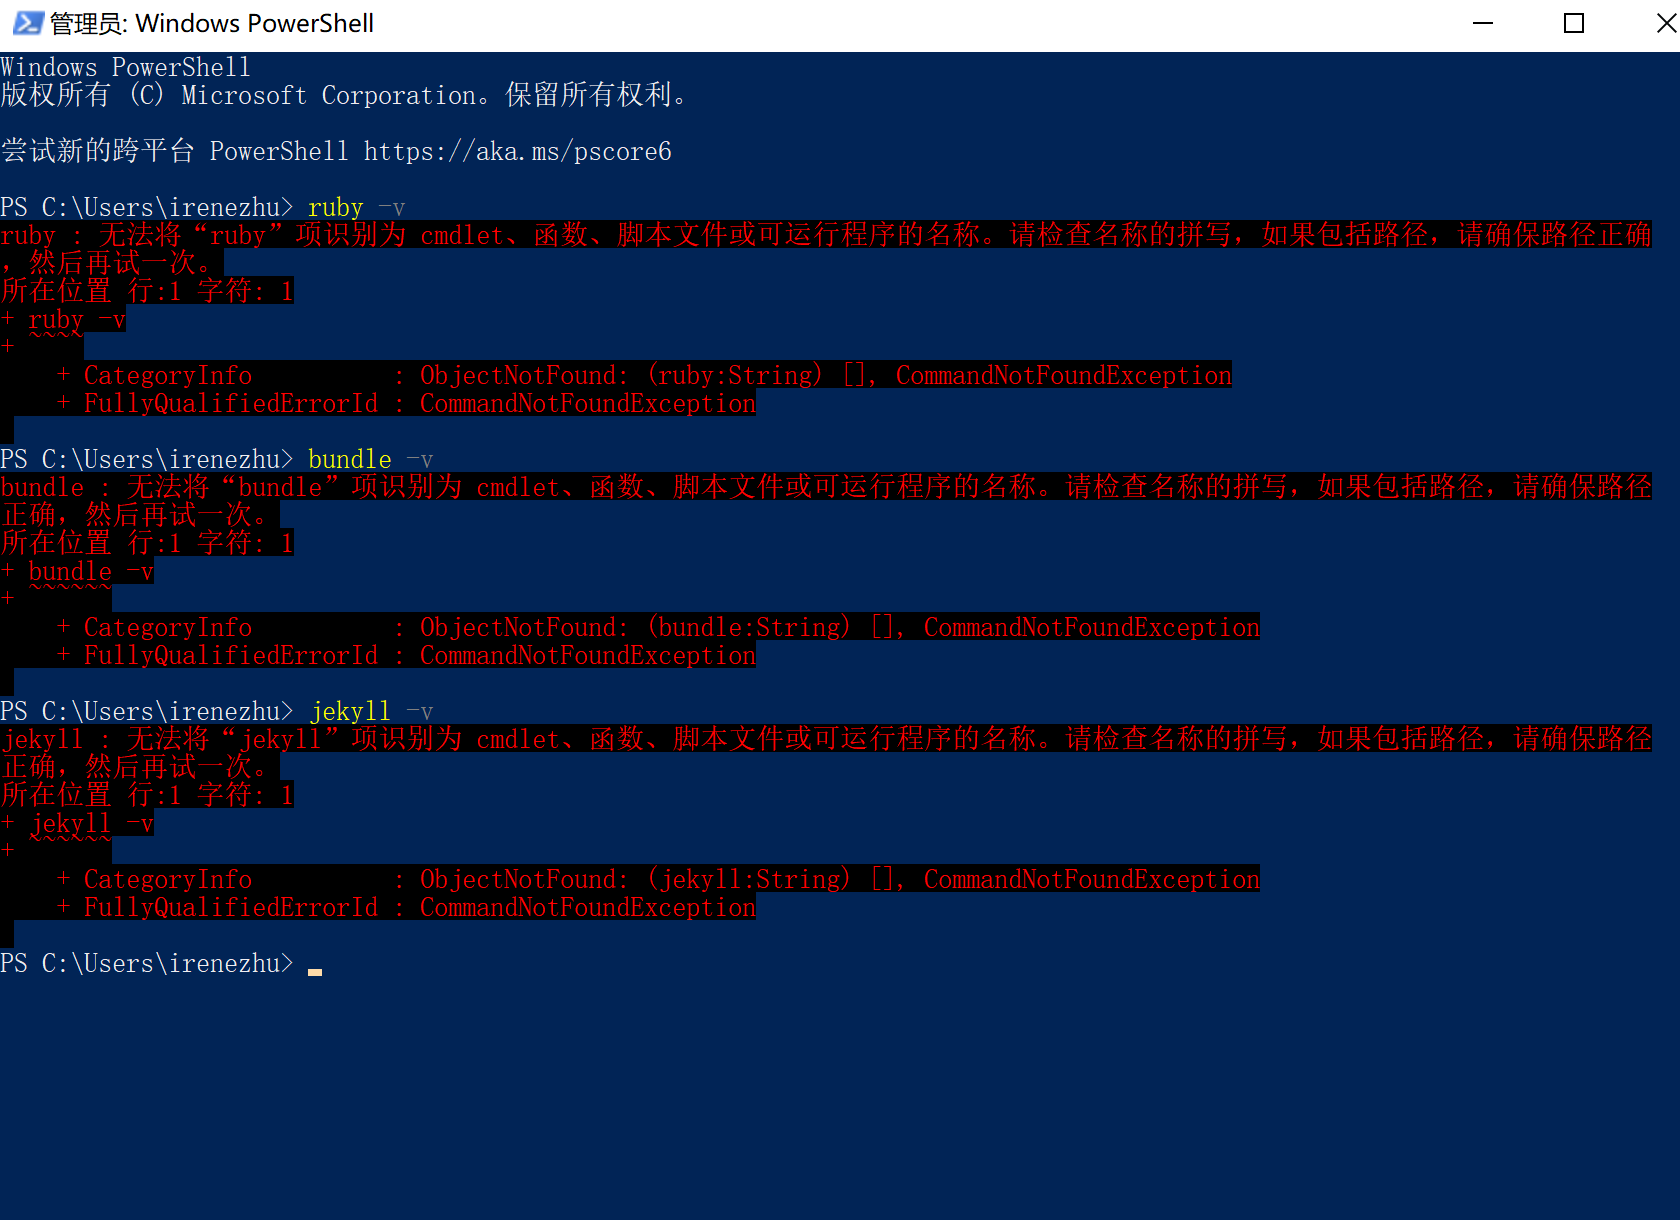 管理员: Windows PowerShell
Windows PowerShell
版权所有 (C) Microsoft Corporation。保留所有权利。
尝试新的跨平台 PowerShell https://aka.ms/pscore6
PS C:\Users\irenezhu> ruby -v
ruby : 无法将“ruby”项识别为 cmdlet、函数、脚本文件或可运行程序的名称。请检查名称的拼写，如果包括路径，请确保路径正确
，然后再试一次。
所在位置 行:1 字符: 1
+ ruby -v
+ ~~~~
+ CategoryInfo          : ObjectNotFound: (ruby:String) [], CommandNotFoundException
+ FullyQualifiedErrorId : CommandNotFoundException
PS C:\Users\irenezhu> bundle -v
bundle : 无法将“bundle”项识别为 cmdlet、函数、脚本文件或可运行程序的名称。请检查名称的拼写，如果包括路径，请确保路径
正确，然后再试一次。
所在位置 行:1 字符: 1
+ bundle -v
+ ~~~~~~
+ CategoryInfo          : ObjectNotFound: (bundle:String) [], CommandNotFoundException
+ FullyQualifiedErrorId : CommandNotFoundException
PS C:\Users\irenezhu> jekyll -v
jekyll : 无法将“jekyll”项识别为 cmdlet、函数、脚本文件或可运行程序的名称。请检查名称的拼写，如果包括路径，请确保路径
正确，然后再试一次。
所在位置 行:1 字符: 1
+ jekyll -v
+ ~~~~~~
+ CategoryInfo          : ObjectNotFound: (jekyll:String) [], CommandNotFoundException
+ FullyQualifiedErrorId : CommandNotFoundException
PS C:\Users\irenezhu>